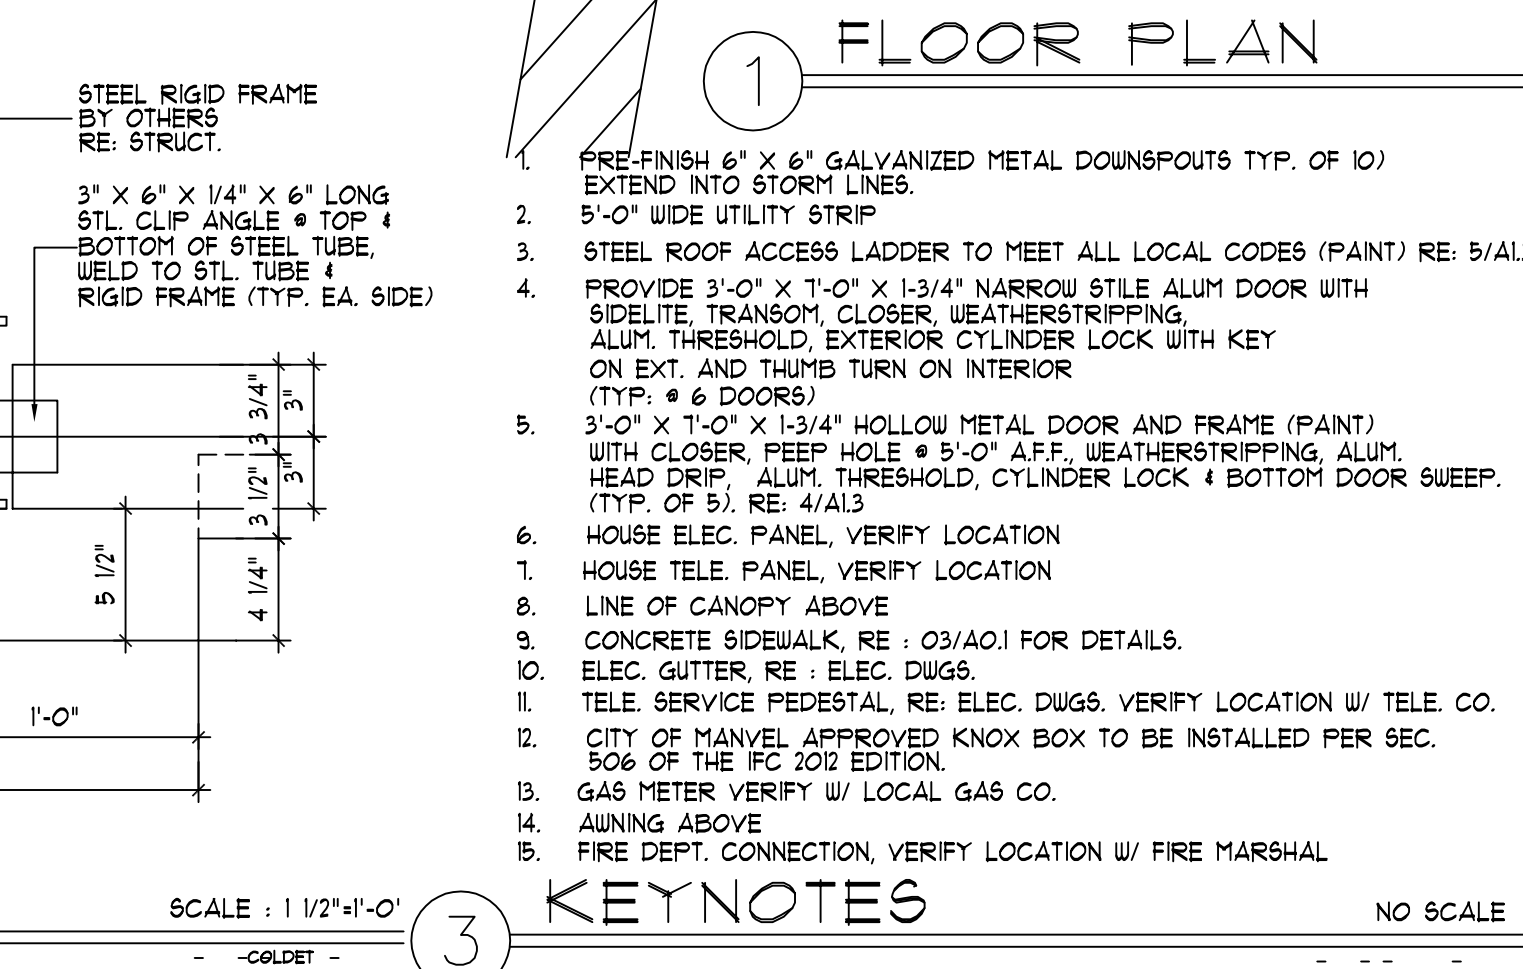 STEEL RIGID FRAME
BY OTHERS
RE: STRUCT.
3" X 6" X 1/4" X 6" LONG
STL. CLIP ANGLE @ TOP &
BOTTOM OF STEEL TUBE,
WELD TO STL. TUBE &
RIGID FRAME (TYP. EA. SIDE)
3 3/4"
3"
3 1/2"
3"
5 1/2"
4 1/4"
1'-0"
SCALE : 1 1/2"=1'-0'
-COLDET -
1
FLOOR PLAN
1. PRE-FINISH 6" X 6" GALVANIZED METAL DOWNSPOUTS TYP. OF 10)
EXTEND INTO STORM LINES.
2. 5'-0" WIDE UTILITY STRIP
3. STEEL ROOF ACCESS LADDER TO MEET ALL LOCAL CODES (PAINT) RE: 5/A1.
4. PROVIDE 3'-0" X 7'-0" X 1-3/4" NARROW STILE ALUM DOOR WITH
SIDELITE, TRANSOM, CLOSER, WEATHERSTRIPPING,
ALUM. THRESHOLD, EXTERIOR CYLINDER LOCK WITH KEY
ON EXT. AND THUMB TURN ON INTERIOR
(TYP: @ 6 DOORS)
5. 3'-0" X 7'-0" X 1-3/4" HOLLOW METAL DOOR AND FRAME (PAINT)
WITH CLOSER, PEEP HOLE @ 5'-0" A.F.F., WEATHERSTRIPPING, ALUM.
HEAD DRIP, ALUM. THRESHOLD, CYLINDER LOCK & BOTTOM DOOR SWEEP.
(TYP. OF 5). RE: 4/A1.3
6. HOUSE ELEC. PANEL, VERIFY LOCATION
7. HOUSE TELE. PANEL, VERIFY LOCATION
8. LINE OF CANOPY ABOVE
9. CONCRETE SIDEWALK, RE : 03/A0.1 FOR DETAILS.
10. ELEC. GUTTER, RE : ELEC. DWGS.
11. TELE. SERVICE PEDESTAL, RE: ELEC. DWGS. VERIFY LOCATION W/ TELE. CO.
12. CITY OF MANVEL APPROVED KNOX BOX TO BE INSTALLED PER SEC.
506 OF THE IFC 2012 EDITION.
13. GAS METER VERIFY W/ LOCAL GAS CO.
14. AWNING ABOVE
15. FIRE DEPT. CONNECTION, VERIFY LOCATION W/ FIRE MARSHAL
3
KEYNOTES
NO SCALE